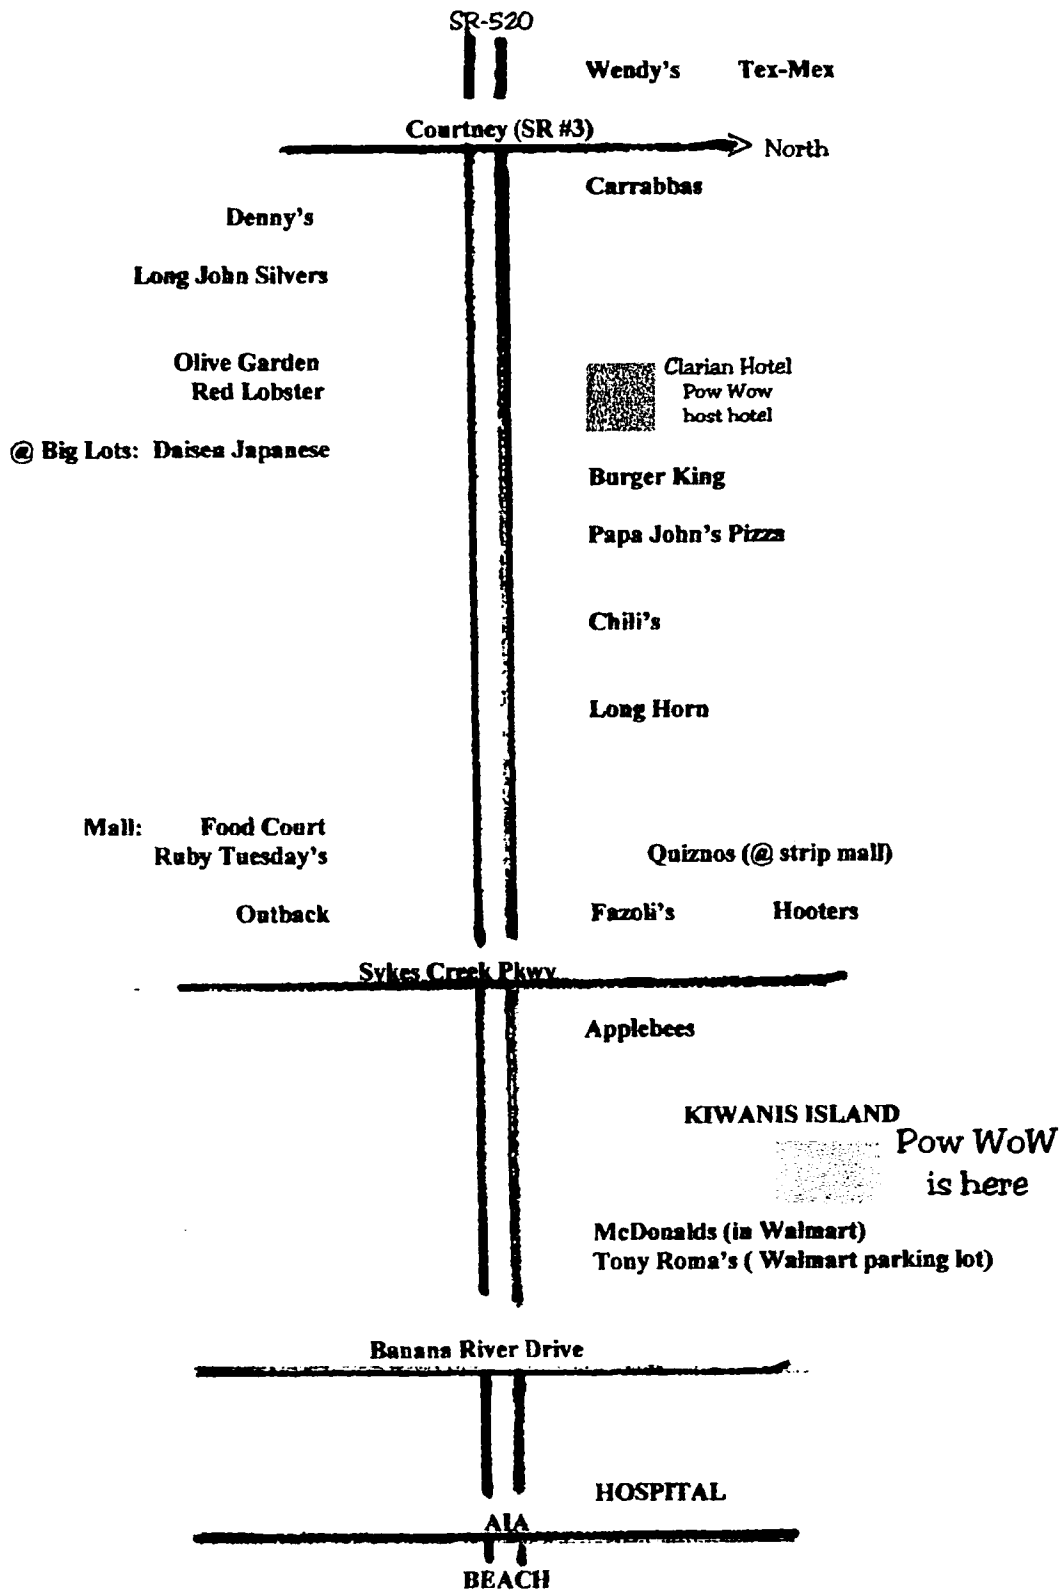 SR-520
Wendy's Tex-Mex
Courtney (SR #3)
North
Carrabbas
Denny's
Long John Silvers
Olive Garden
Red Lobster
Clarian Hotel
Pow Wow
host hotel
@ Big Lots: Daisen Japanese
Burger King
Papa John's Pizza
Chili's
Long Horn
Mall: Food Court
Ruby Tuesday's
Quiznos (@ strip mall)
Outback
Fazoli's Hooters
Sykes Creek Pkwy
Applebees
KIWANIS ISLAND
Pow WoW
is here
McDonalds (in Walmart)
Tony Roma's ( Walmart parking lot)
Banana River Drive
HOSPITAL
A1A
BEACH